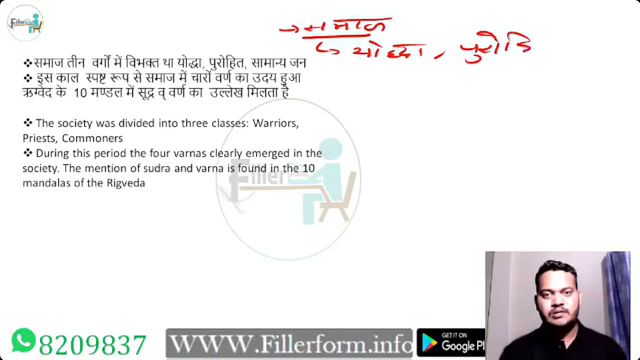 → समाज
↳ योद्धा, पुरोहि
Fillerform
समाज तीन वर्गो में विभक्त था योद्धा, पुरोहित, सामान्य जन
इस काल स्पष्ट रूप से समाज में चारो वर्ण का उदय हुआ
ऋग्वेद के 10 मण्डल में सूद्र व् वर्ण का उल्लेख मिलता है
The society was divided into three classes: Warriors,
Priests, Commoners
During this period the four varnas clearly emerged in the
society. The mention of sudra and varna is found in the 10
mandalas of the Rigveda
8209837
WWW.Fillerform.info
GET IT ON
Google Pl